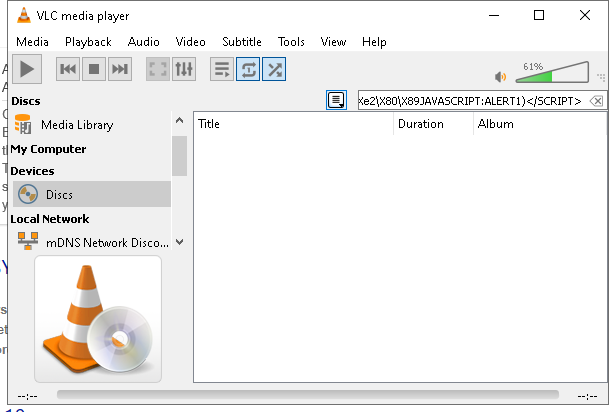 VLC media player
Media Playback Audio Video Subtitle Tools View Help
61%
Discs
Xe2\X80\X89JAVASCRIPT:ALERT1)</SCRIPT>
Media Library
Title Duration Album
My Computer
Devices
Discs
Local Network
mDNS Network Disco...
--:-- --:--